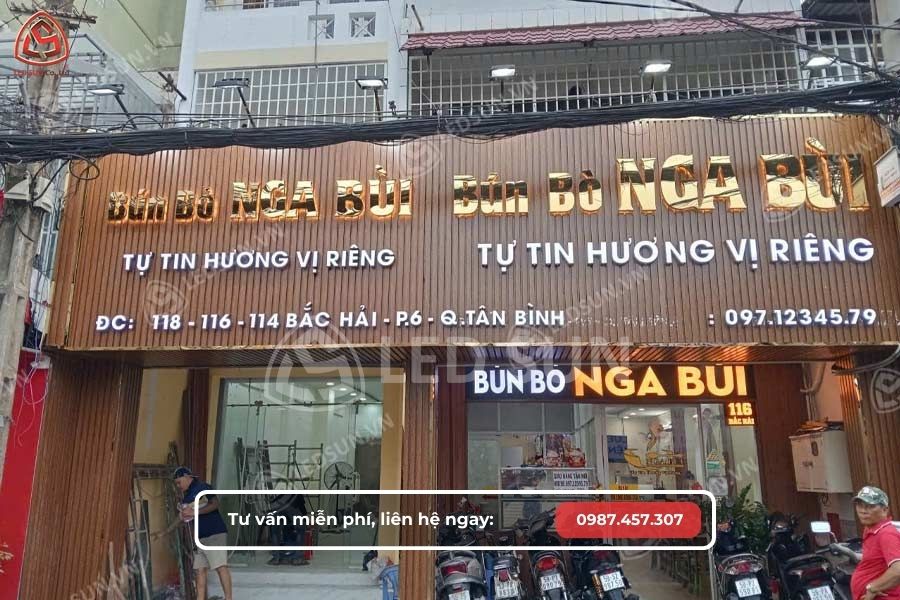 Bún Bò NGA BÙI
Bún Bò NGA BÙI
TỰ TIN HƯƠNG VỊ RIÊNG
TỰ TIN HƯƠNG VỊ RIÊNG
ĐC: 118 - 116 - 114 BẮC HẢI - P.6 - Q.TÂN BÌNH
: 097.12345.79
LED SUN
BÚN BÒ NGA BÙI
116
BẮC HẢI
Tư vấn miễn phí, liên hệ ngay: 0987.457.307